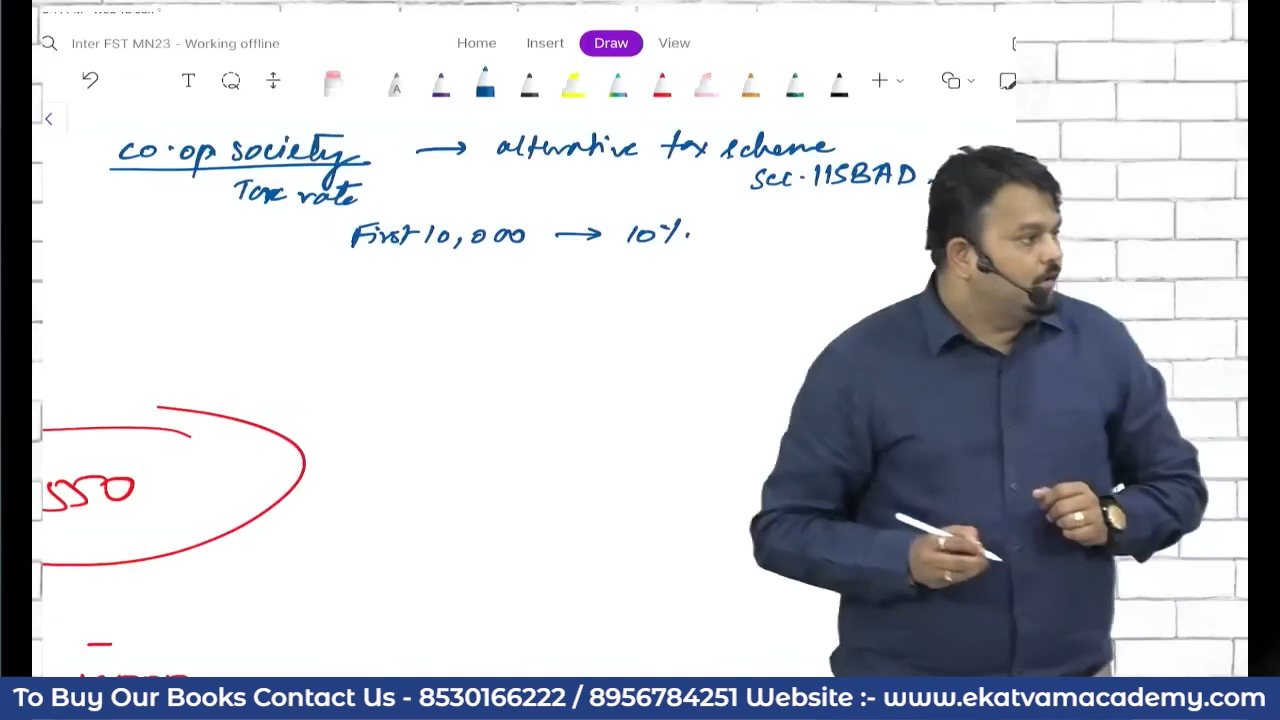 Inter FST MN23 - Working offline
Home Insert Draw View
T
A
co.op society → alternative tax scheme
Sec. 115BAD.
Tax rate
First 10,000 → 10%.
550
To Buy Our Books Contact Us - 8530166222 / 8956784251 Website :- www.ekatvamacademy.com